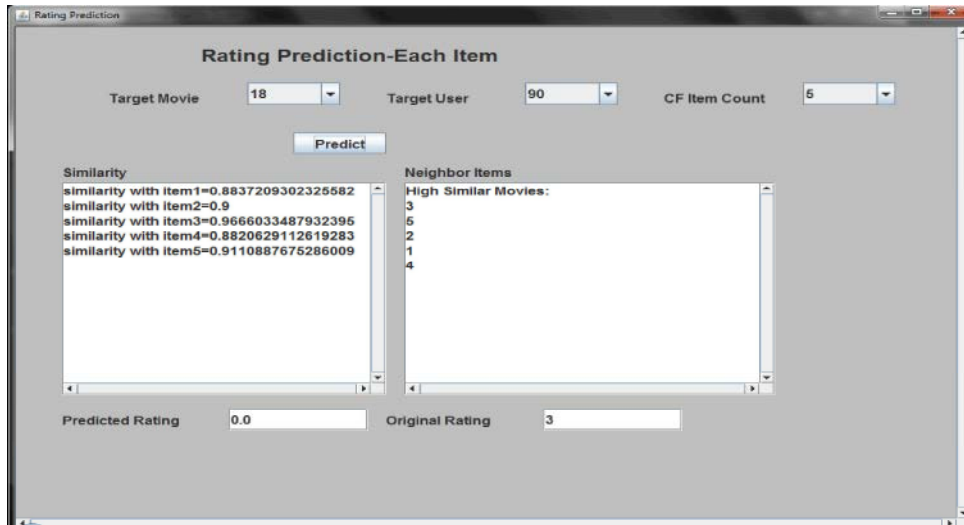 Rating Prediction
Rating Prediction-Each Item
Target Movie 18 Target User 90 CF Item Count 5
Predict
Similarity
similarity with item1=0.8837209302325582
similarity with item2=0.9
similarity with item3=0.9666033487932395
similarity with item4=0.8820629112619283
similarity with item5=0.9110887675286009
Neighbor Items
High Similar Movies:
3
5
2
1
4
Predicted Rating 0.0 Original Rating 3